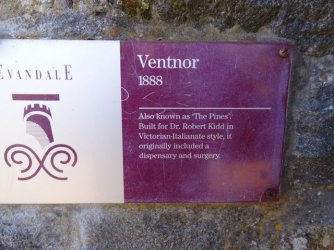 EVANDALE
Ventnor
1888
Also known as 'The Pines'.
Built for Dr. Robert Kidd in
Victorian-Italianate style, it
originally included a
dispensary and surgery.